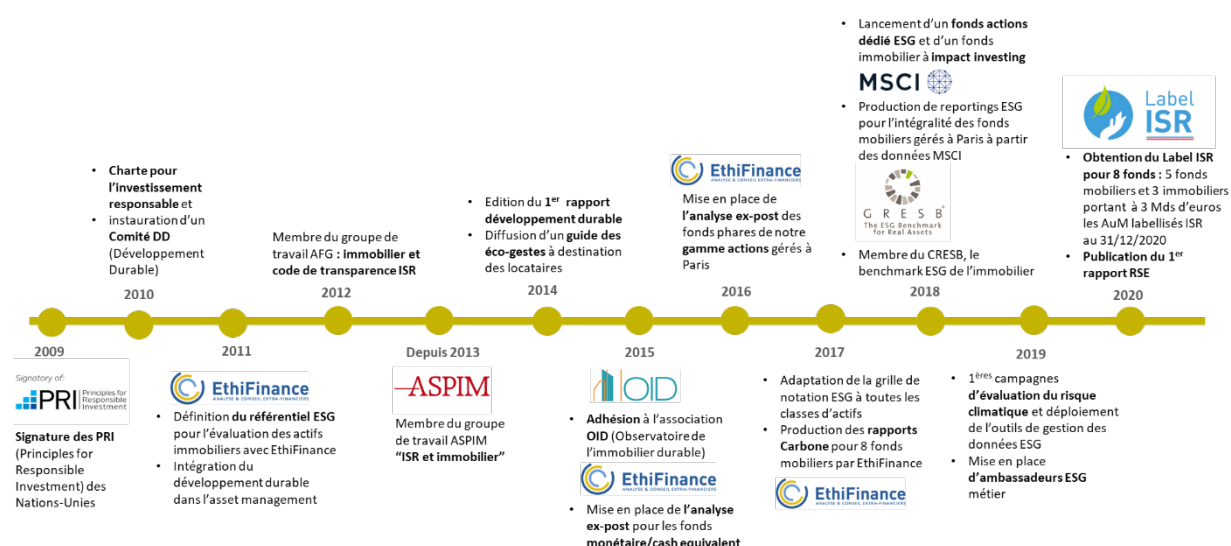 2009
Signatory of:
PRI Principles for
Responsible
Investment
Signature des PRI
(Principles for
Responsible
Investment) des
Nations-Unies
• Charte pour
l’investissement
responsable et
• instauration d’un
Comité DD
(Développement
Durable)
2010
2011
EthiFinance
ANALYSE & CONSEIL EXTRA-FINANCIERS
• Définition du référentiel ESG
pour l’évaluation des actifs
immobiliers avec EthiFinance
• Intégration du
développement durable
dans l’asset management
Membre du groupe de
travail AFG : immobilier et
code de transparence ISR
2012
Depuis 2013
ASPIM
Membre du groupe
de travail ASPIM
“ISR et immobilier”
• Edition du 1er rapport
développement durable
• Diffusion d’un guide des
éco-gestes à destination
des locataires
2014
2015
OID
• Adhésion à l’association
OID (Observatoire de
l’immobilier durable)
EthiFinance
ANALYSE & CONSEIL EXTRA-FINANCIERS
• Mise en place de l’analyse
ex-post pour les fonds
monétaire/cash equivalent
EthiFinance
ANALYSE & CONSEIL EXTRA-FINANCIERS
Mise en place de
l’analyse ex-post des
fonds phares de notre
gamme actions gérés à
Paris
2016
2017
• Adaptation de la grille de
notation ESG à toutes les
classes d’actifs
• Production des rapports
Carbone pour 8 fonds
mobiliers par EthiFinance
EthiFinance
ANALYSE & CONSEIL EXTRA-FINANCIERS
• Lancement d’un fonds actions
dédié ESG et d’un fonds
immobilier à impact investing
MSCI
• Production de reportings ESG
pour l’intégralité des fonds
mobiliers gérés à Paris à partir
des données MSCI
GRESB®
The ESG Benchmark
for Real Assets
• Membre du CRESB, le
benchmark ESG de l’immobilier
2018
2019
• 1ères campagnes
d’évaluation du risque
climatique et déploiement
de l’outils de gestion des
données ESG
• Mise en place
d’ambassadeurs ESG
métier
Label
ISR
• Obtention du Label ISR
pour 8 fonds : 5 fonds
mobiliers et 3 immobiliers
portant à 3 Mds d’euros
les AuM labellisés ISR
au 31/12/2020
• Publication du 1er
rapport RSE
2020